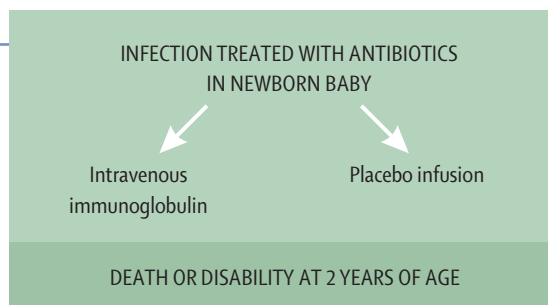 INFECTION TREATED WITH ANTIBIOTICS
IN NEWBORN BABY
Intravenous
immunoglobulin
Placebo infusion
DEATH OR DISABILITY AT 2 YEARS OF AGE